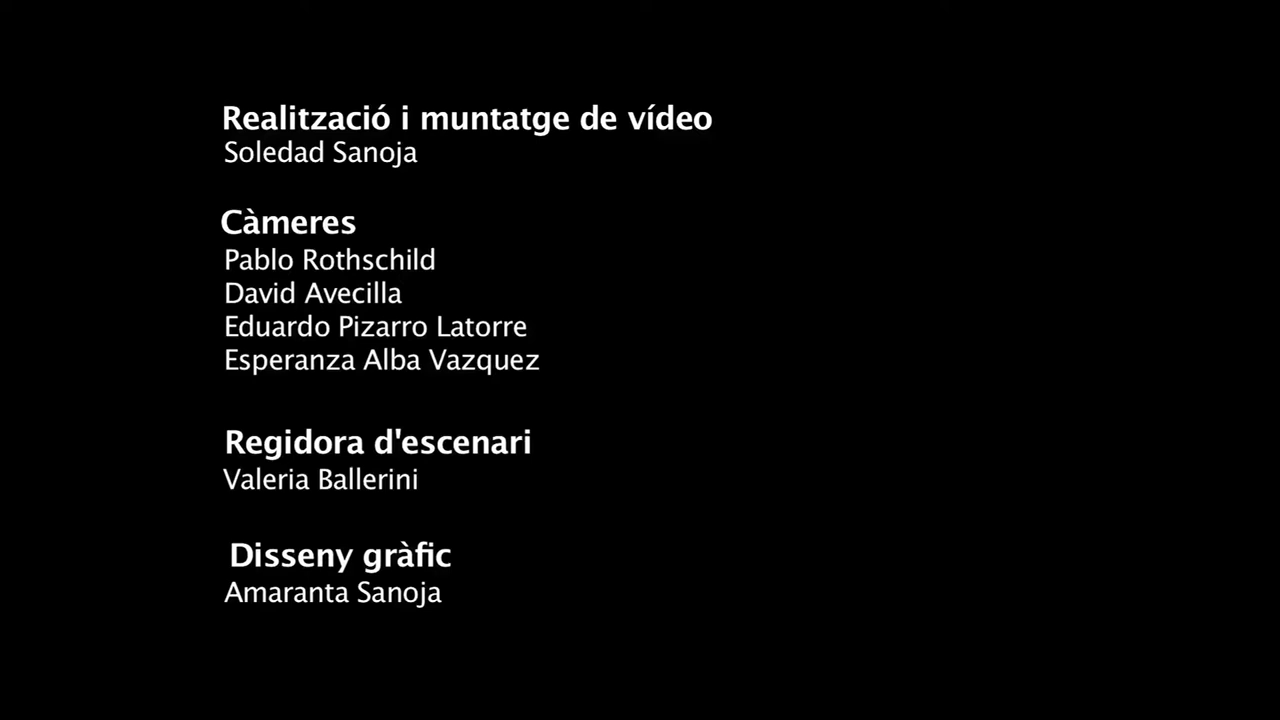 Realització i muntatge de vídeo
Soledad Sanoja
Càmeres
Pablo Rothschild
David Avecilla
Eduardo Pizarro Latorre
Esperanza Alba Vazquez
Regidora d'escenari
Valeria Ballerini
Disseny gràfic
Amaranta Sanoja